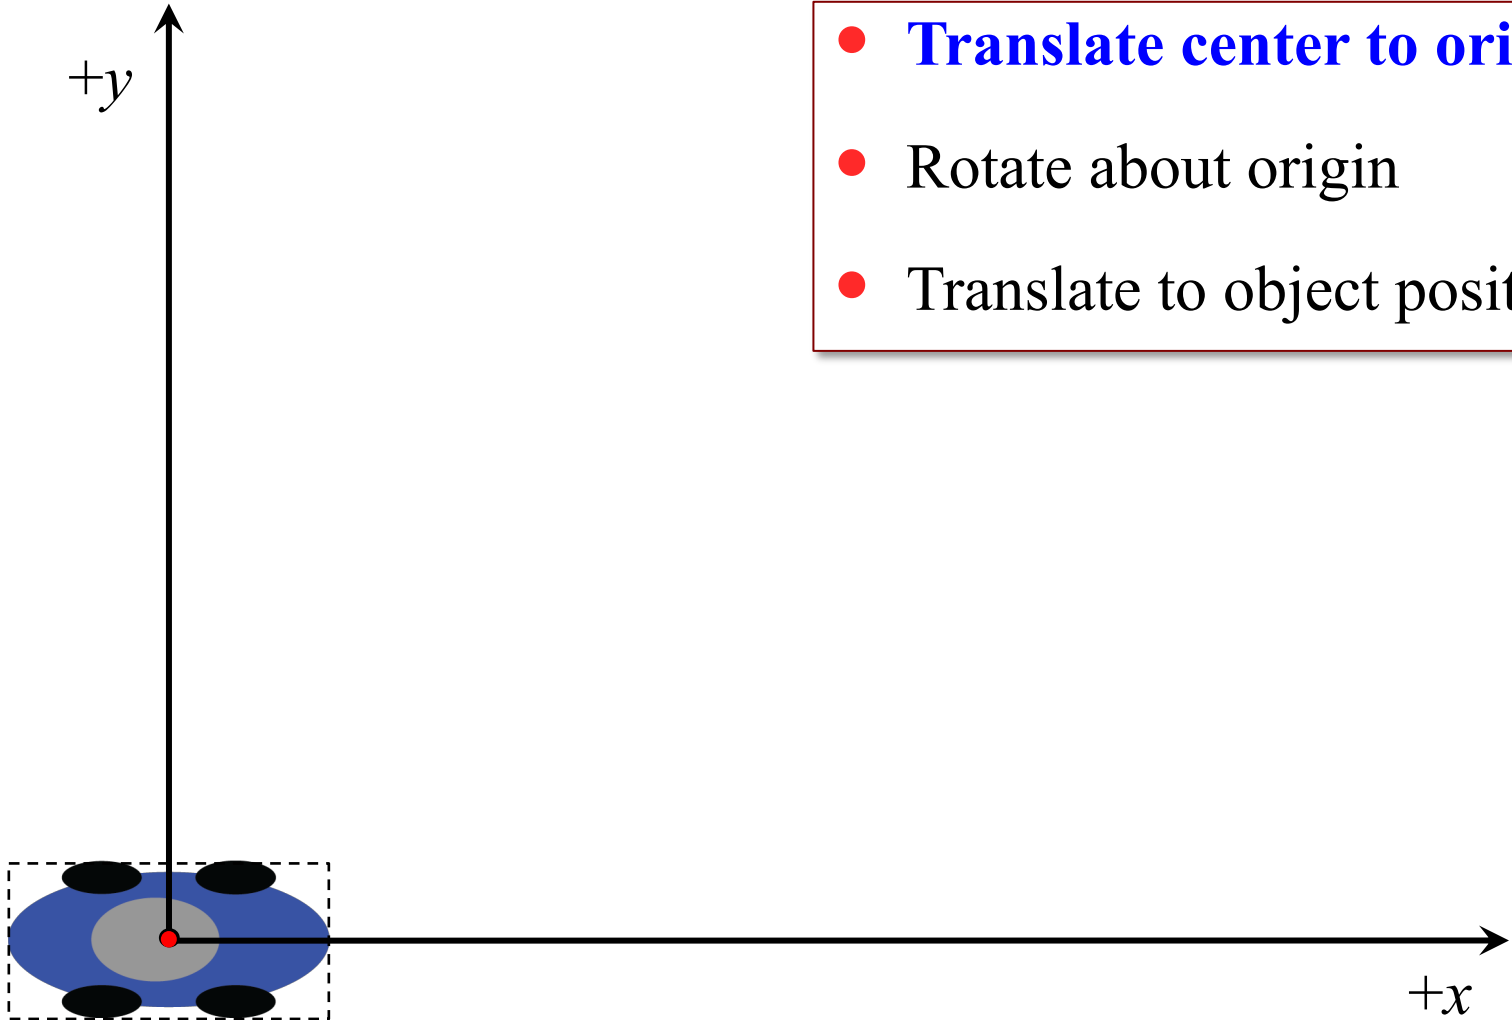 +y
Translate center to ori
Rotate about origin
Translate to object posit
+x